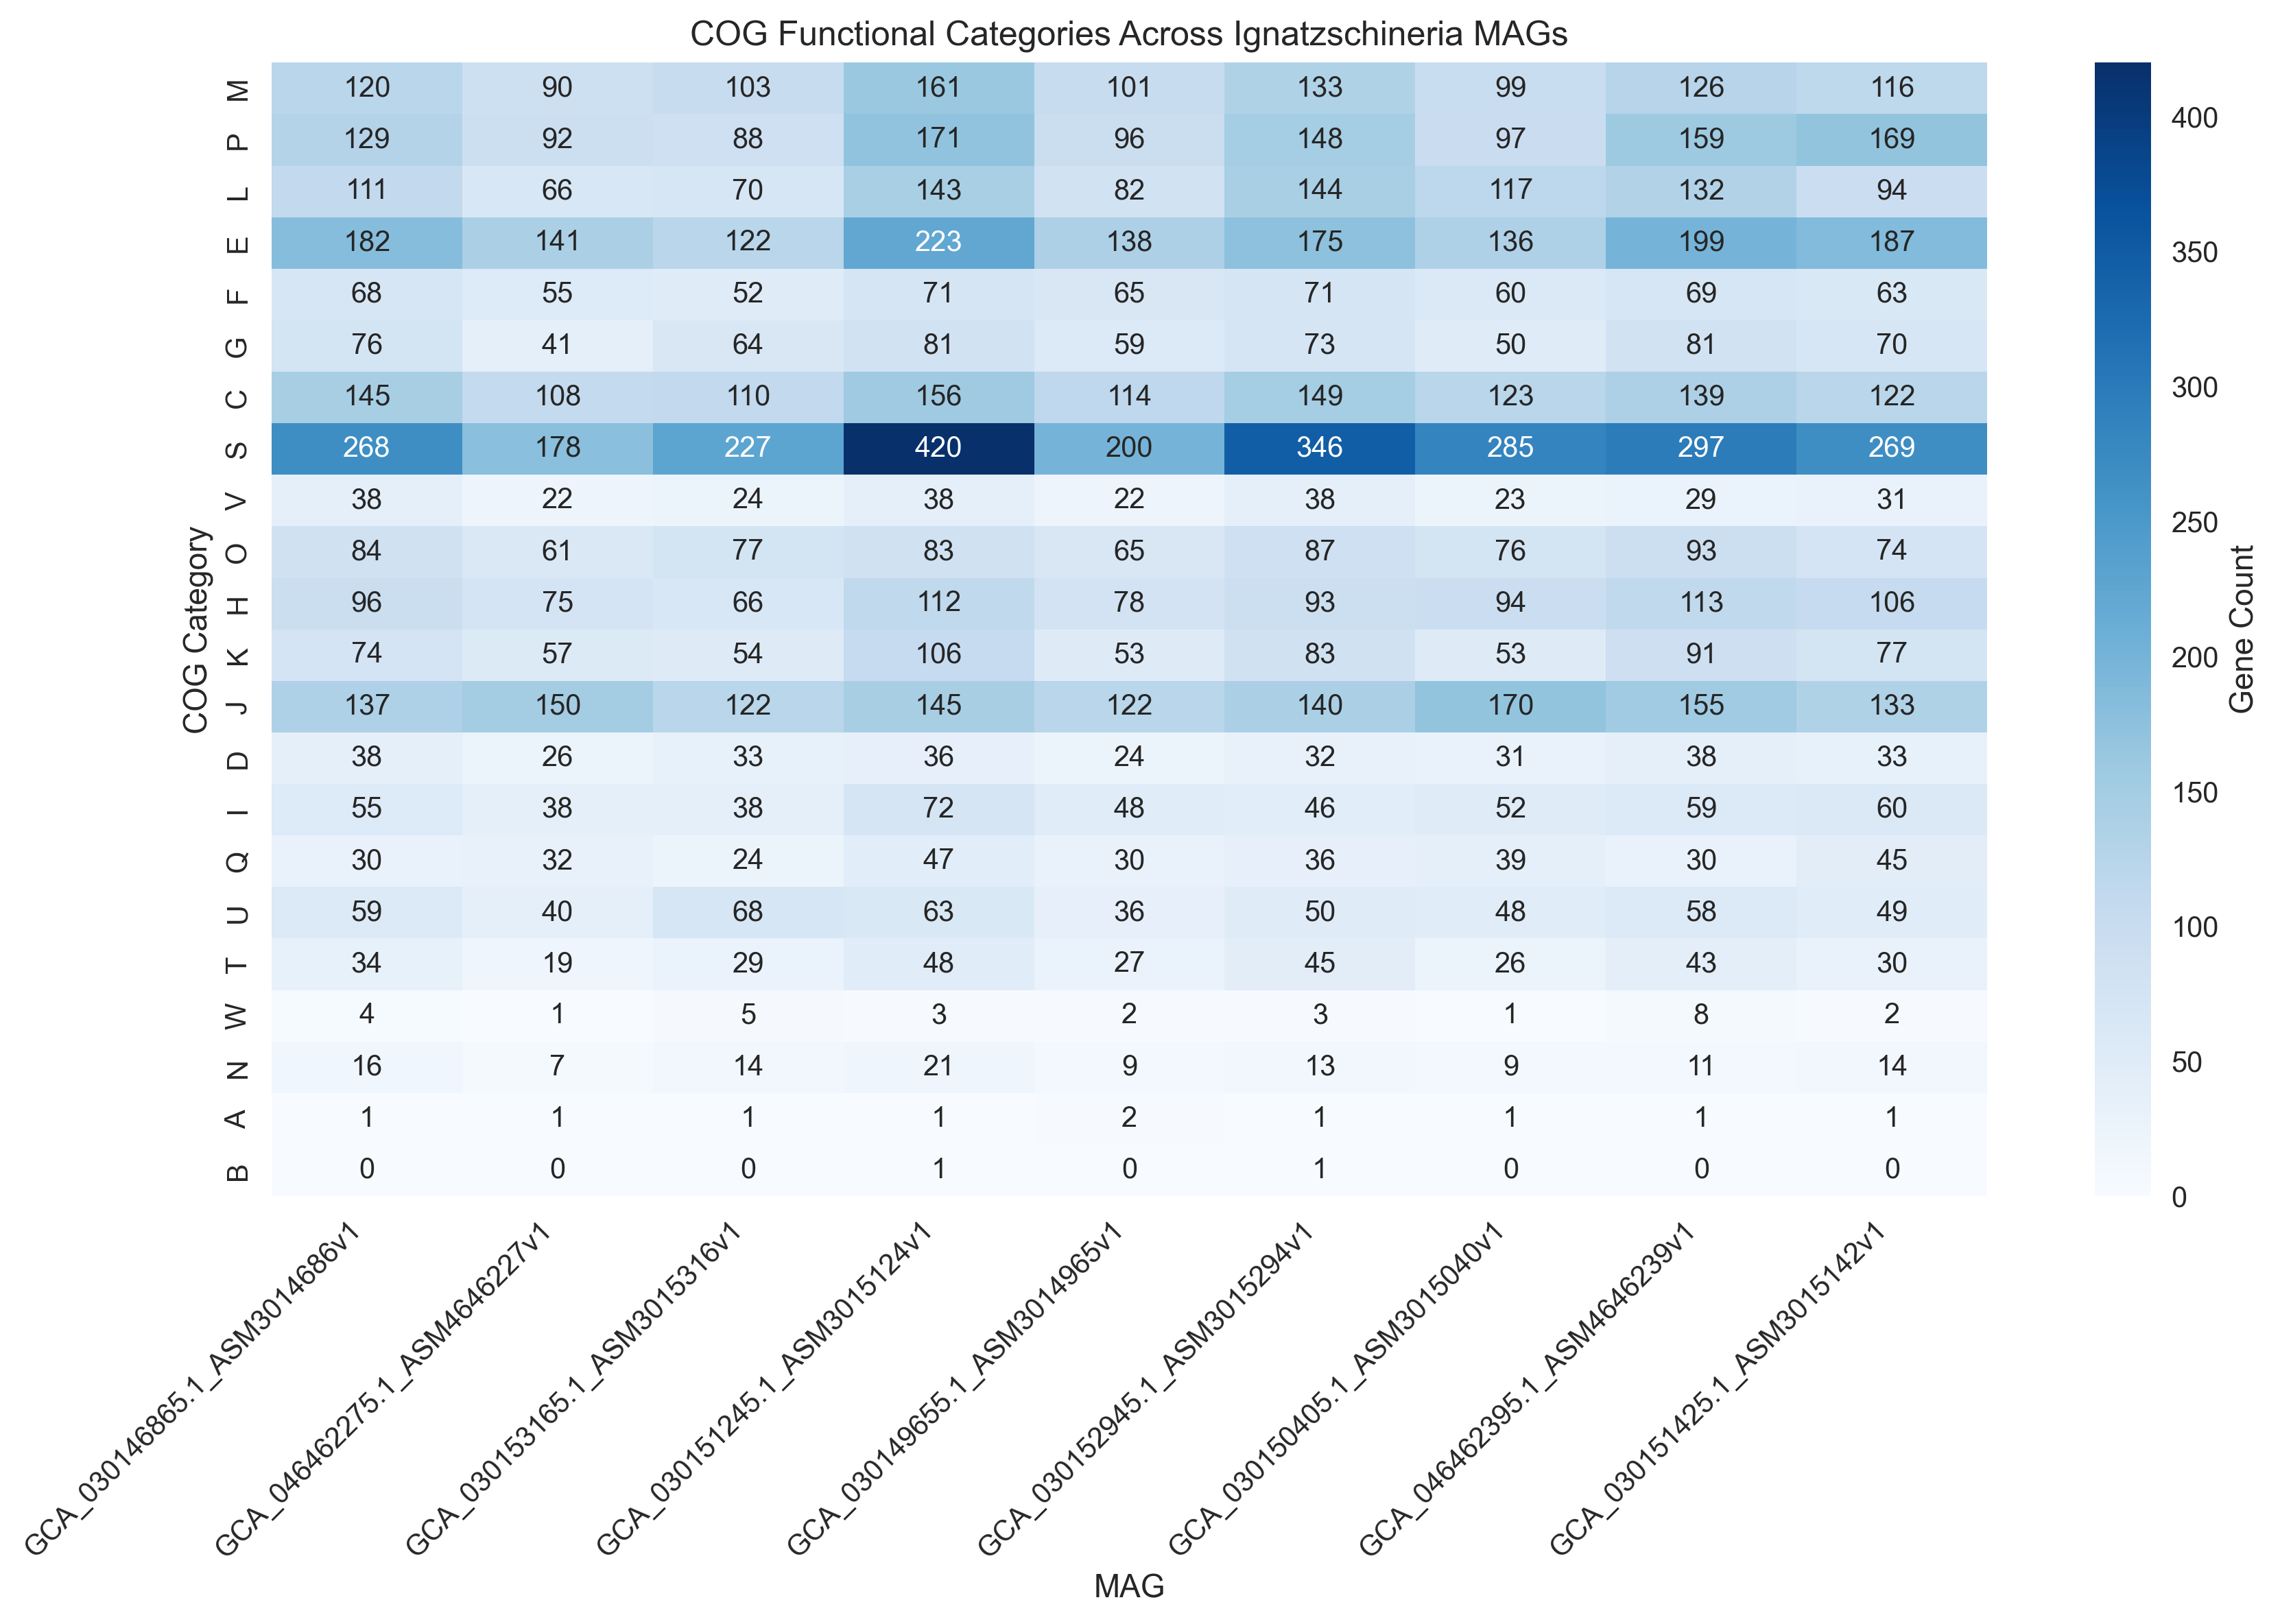 COG Functional Categories Across Ignatzschineria MAGs
M 120 90 103 161 101 133 99 126 116
P 129 92 88 171 96 148 97 159 169
L 111 66 70 143 82 144 117 132 94
E 182 141 122 223 138 175 136 199 187
F 68 55 52 71 65 71 60 69 63
G 76 41 64 81 59 73 50 81 70
C 145 108 110 156 114 149 123 139 122
S 268 178 227 420 200 346 285 297 269
V 38 22 24 38 22 38 23 29 31
O 84 61 77 83 65 87 76 93 74
H 96 75 66 112 78 93 94 113 106
K 74 57 54 106 53 83 53 91 77
J 137 150 122 145 122 140 170 155 133
D 38 26 33 36 24 32 31 38 33
I 55 38 38 72 48 46 52 59 60
Q 30 32 24 47 30 36 39 30 45
U 59 40 68 63 36 50 48 58 49
T 34 19 29 48 27 45 26 43 30
W 4 1 5 3 2 3 1 8 2
N 16 7 14 21 9 13 9 11 14
A 1 1 1 1 2 1 1 1 1
B 0 0 0 1 0 1 0 0 0
COG Category
GCA_030146865.1_ASM3014686v1
GCA_046462275.1_ASM4646227v1
GCA_030153165.1_ASM3015316v1
GCA_030151245.1_ASM3015124v1
GCA_030149655.1_ASM3014965v1
GCA_030152945.1_ASM3015294v1
GCA_030150405.1_ASM3015040v1
GCA_046462395.1_ASM4646239v1
GCA_030151425.1_ASM3015142v1
MAG
400
350
300
250
200
150
100
50
0
Gene Count